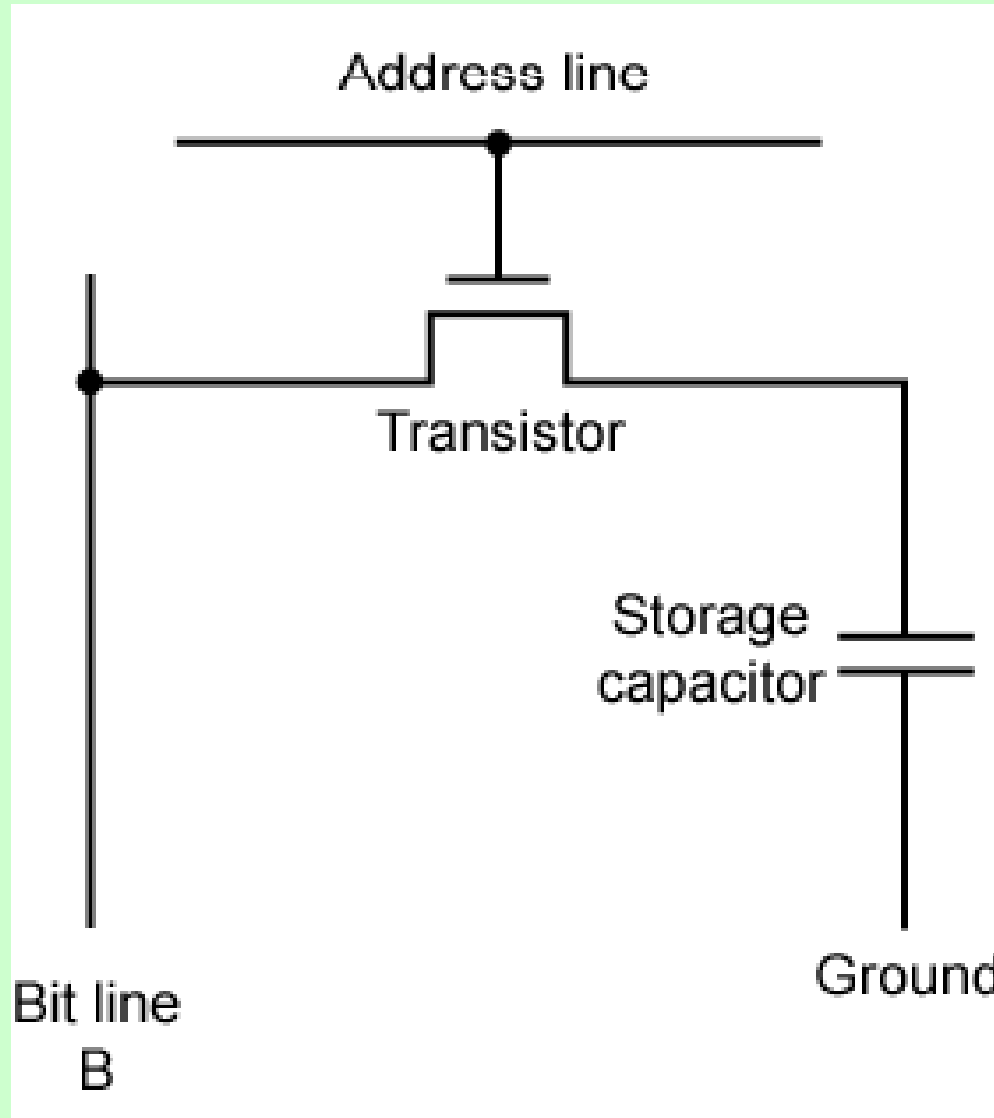 Address line
Transistor
Storage
capacitor
Ground
Bit line
B